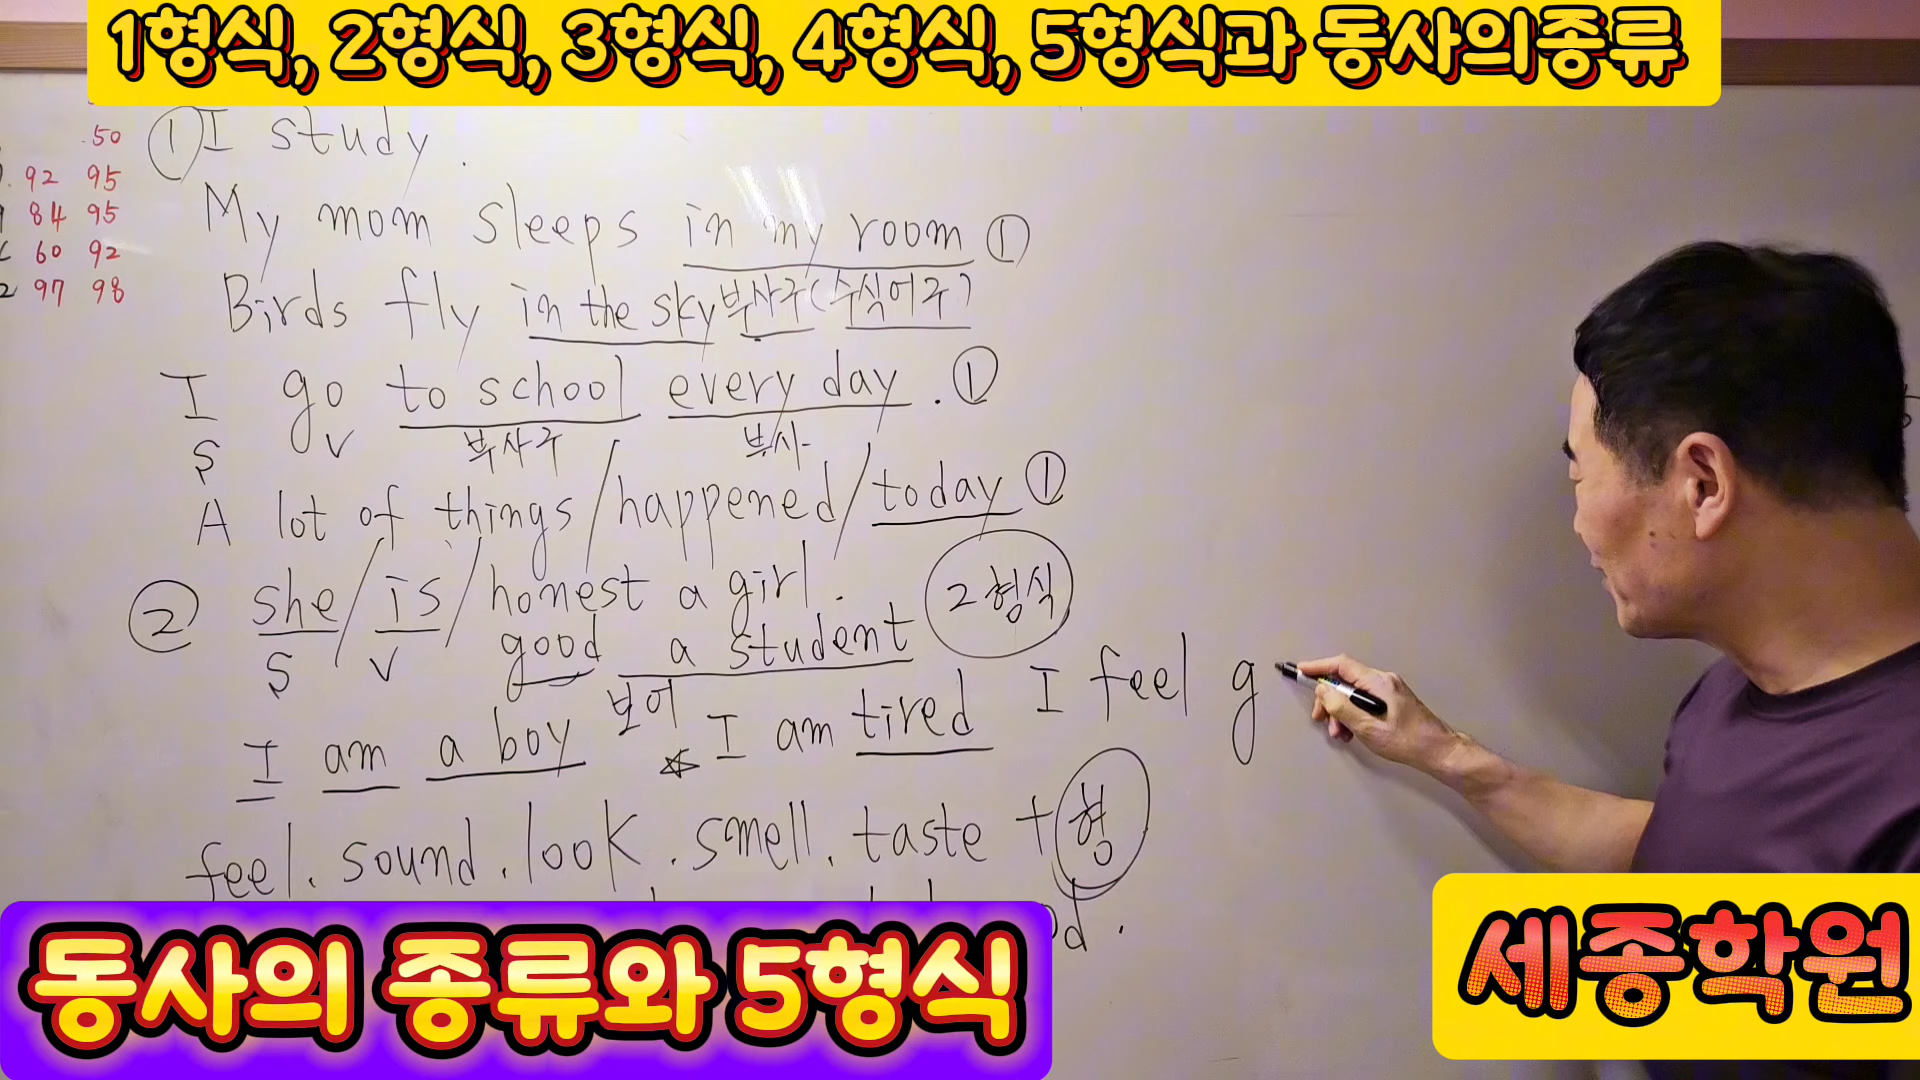 1형식, 2형식, 3형식, 4형식, 5형식과 동사의종류
50
92 95
84 95
60 92
97 98
① I study.
My mom sleeps in my room ①
Birds fly in the sky 부사구(수식어구)
I go to school every day. ①
S V 부사구 부사
A lot of things / happened / today ①
② she / is / honest a girl.
good a student 2형식
S V 보어
I am a boy ☆ I am tired I feel g
feel. sound. look. smell. taste + 형
od.
동사의 종류와 5형식
세종학원